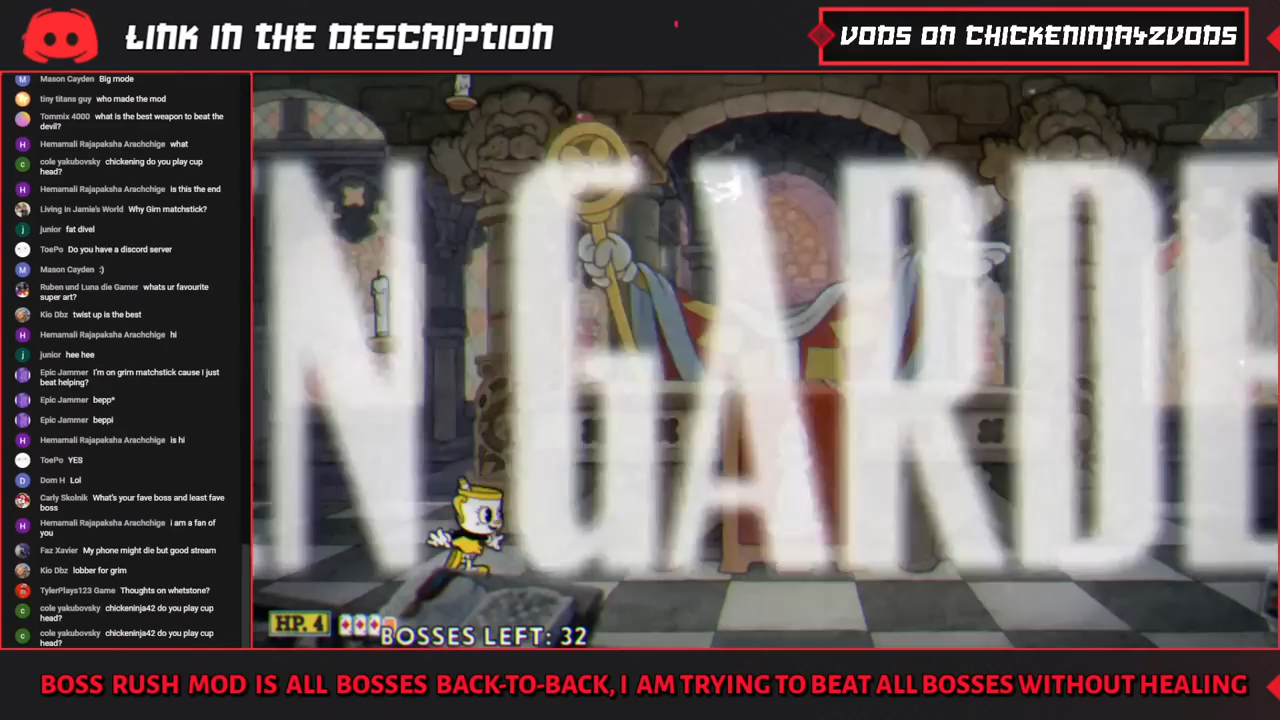 LINK IN THE DESCRIPTION
VODS ON CHICKENINJA42VODS
Mason Cayden Big mode
tiny titans guy who made the mod
Tommix 4000 what is the best weapon to beat the
devil?
Hemamali Rajapaksha Arachchige what
cole yakubovsky chickening do you play cup
head?
Hemamali Rajapaksha Arachchige is this the end
Living in Jamie's World Why Gim matchstick?
junior fat divel
ToePo Do you have a discord server
Mason Cayden :)
Ruben und Luna die Gamer whats ur favourite
super art?
Kio Dbz twist up is the best
Hemamali Rajapaksha Arachchige hi
junior hee hee
Epic Jammer I'm on grim matchstick cause I just
beat helping?
Epic Jammer bepp*
Epic Jammer beppi
Hemamali Rajapaksha Arachchige is hi
ToePo YES
Dom H Lol
Carly Skolnik What's your fave boss and least fave
boss
Hemamali Rajapaksha Arachchige i am a fan of
you
Faz Xavier My phone might die but good stream
Kio Dbz lobber for grim
TylerPlays123 Game Thoughts on whetstone?
cole yakubovsky chickeninja42 do you play cup
head?
cole yakubovsky chickeninja42 do you play cup
head?
N GARDE
HP. 4
BOSSES LEFT: 32
BOSS RUSH MOD IS ALL BOSSES BACK-TO-BACK, I AM TRYING TO BEAT ALL BOSSES WITHOUT HEALING